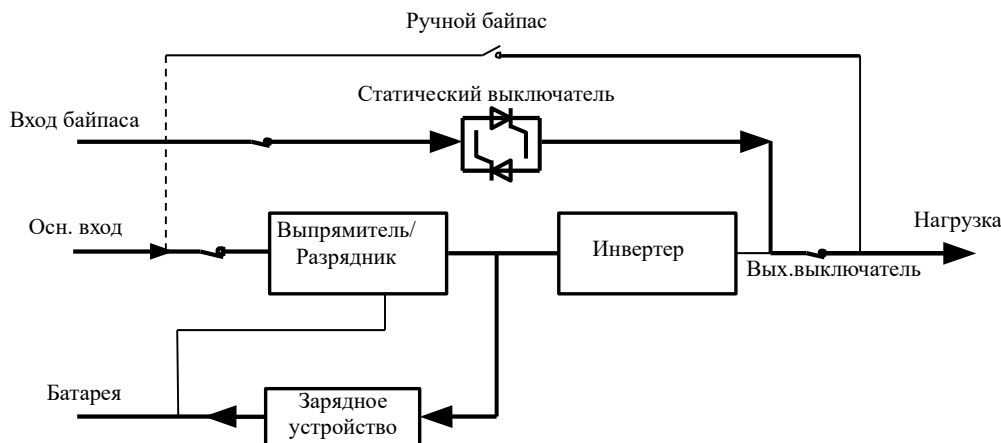 Ручной байпас
Статический выключатель
Вход байпаса
Осн. вход
Выпрямитель/
Разрядник
Инвертер
Нагрузка
Вых.выключатель
Батарея
Зарядное
устройство